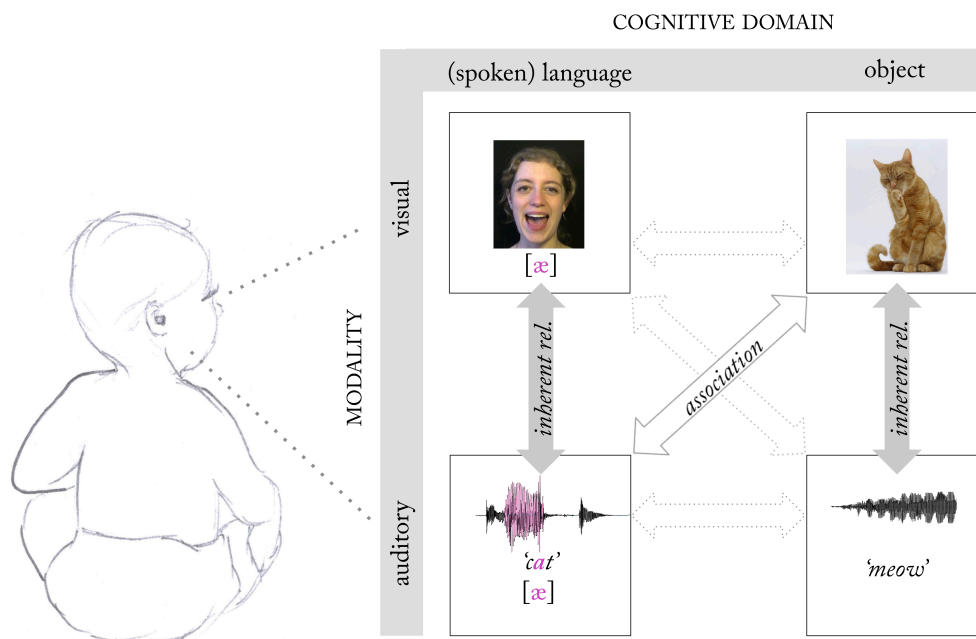 COGNITIVE DOMAIN
(spoken) language
object
MODALITY
visual
[æ]
inherent rel.
association
inherent rel.
auditory
‘cat’
[æ]
‘meow’